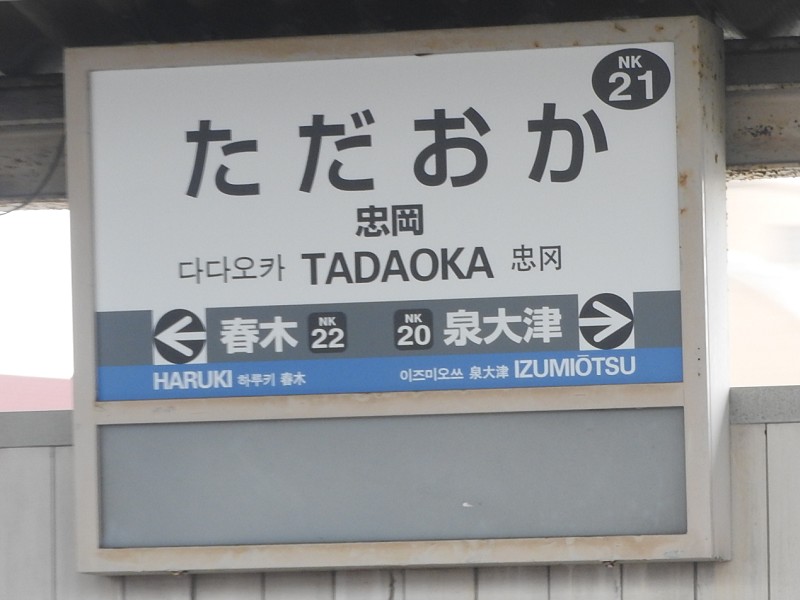 NK
21
ただおか
忠岡
다다오카 TADAOKA 忠冈
春木 NK 22 NK 20 泉大津
HARUKI 하루키 春木 이즈미오쓰 泉大津 IZUMIŌTSU